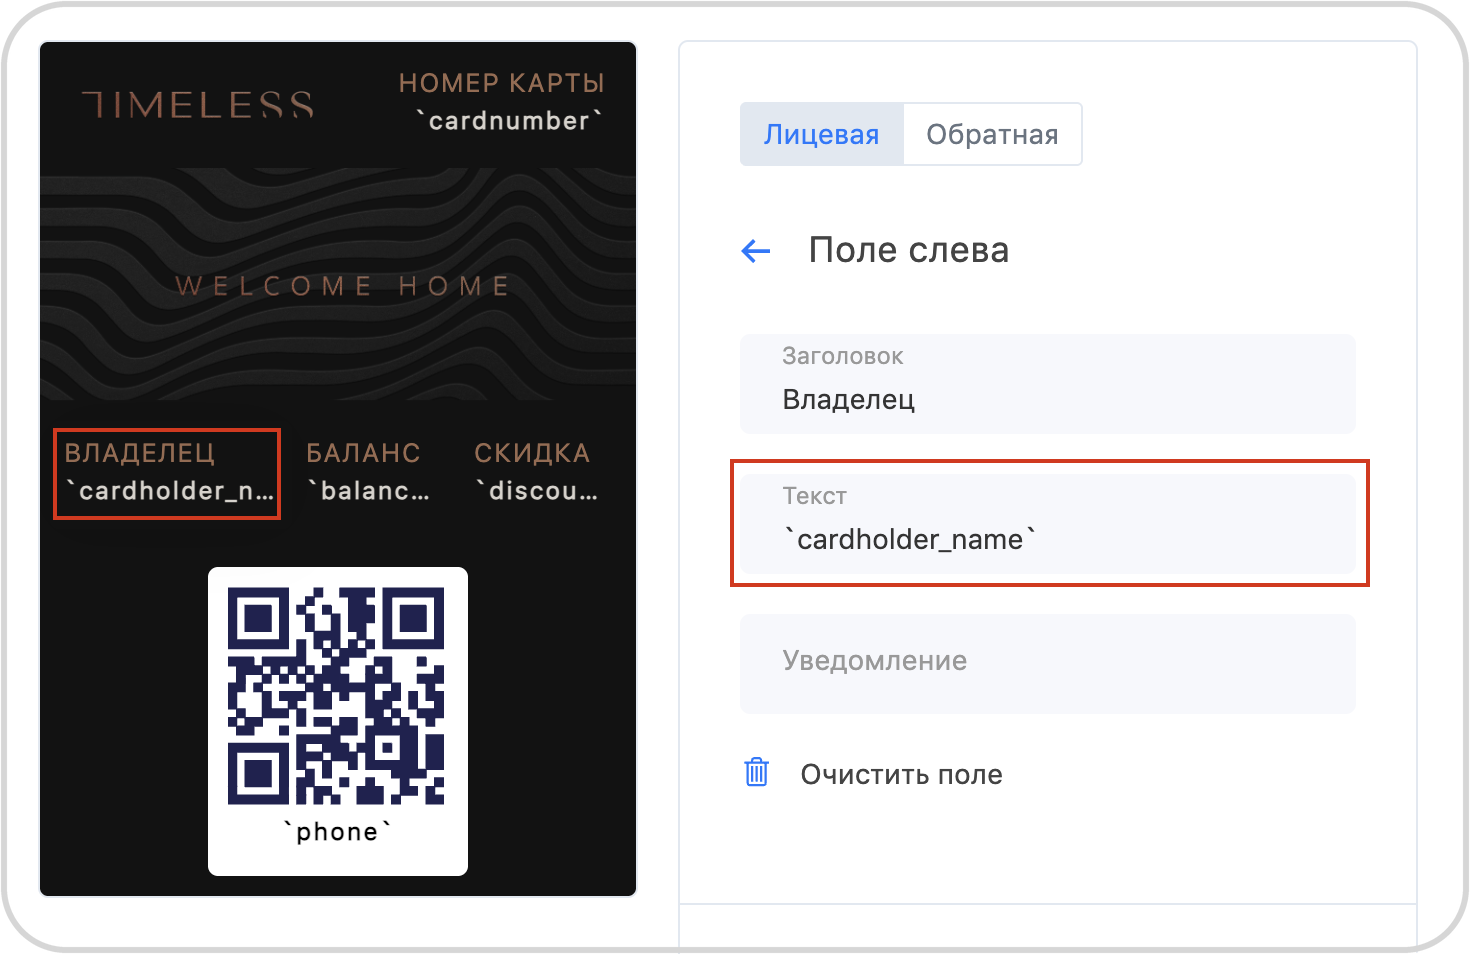 TIMELESS
НОМЕР КАРТЫ
`cardnumber`
WELCOME HOME
ВЛАДЕЛЕЦ
`cardholder_n...
БАЛАНС
`balanc...
СКИДКА
`discou...
`phone`
Лицевая
Обратная
Поле слева
Заголовок
Владелец
Текст
`cardholder_name`
Уведомление
Очистить поле